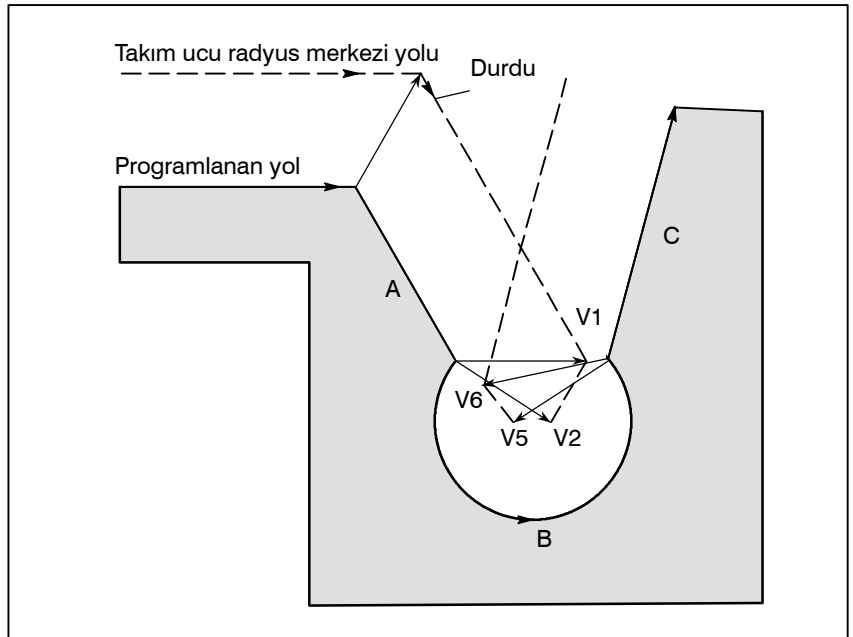 Takım ucu radyus merkezi yolu
Durdu
Programlanan yol
C
A
V1
V6
V5
V2
B